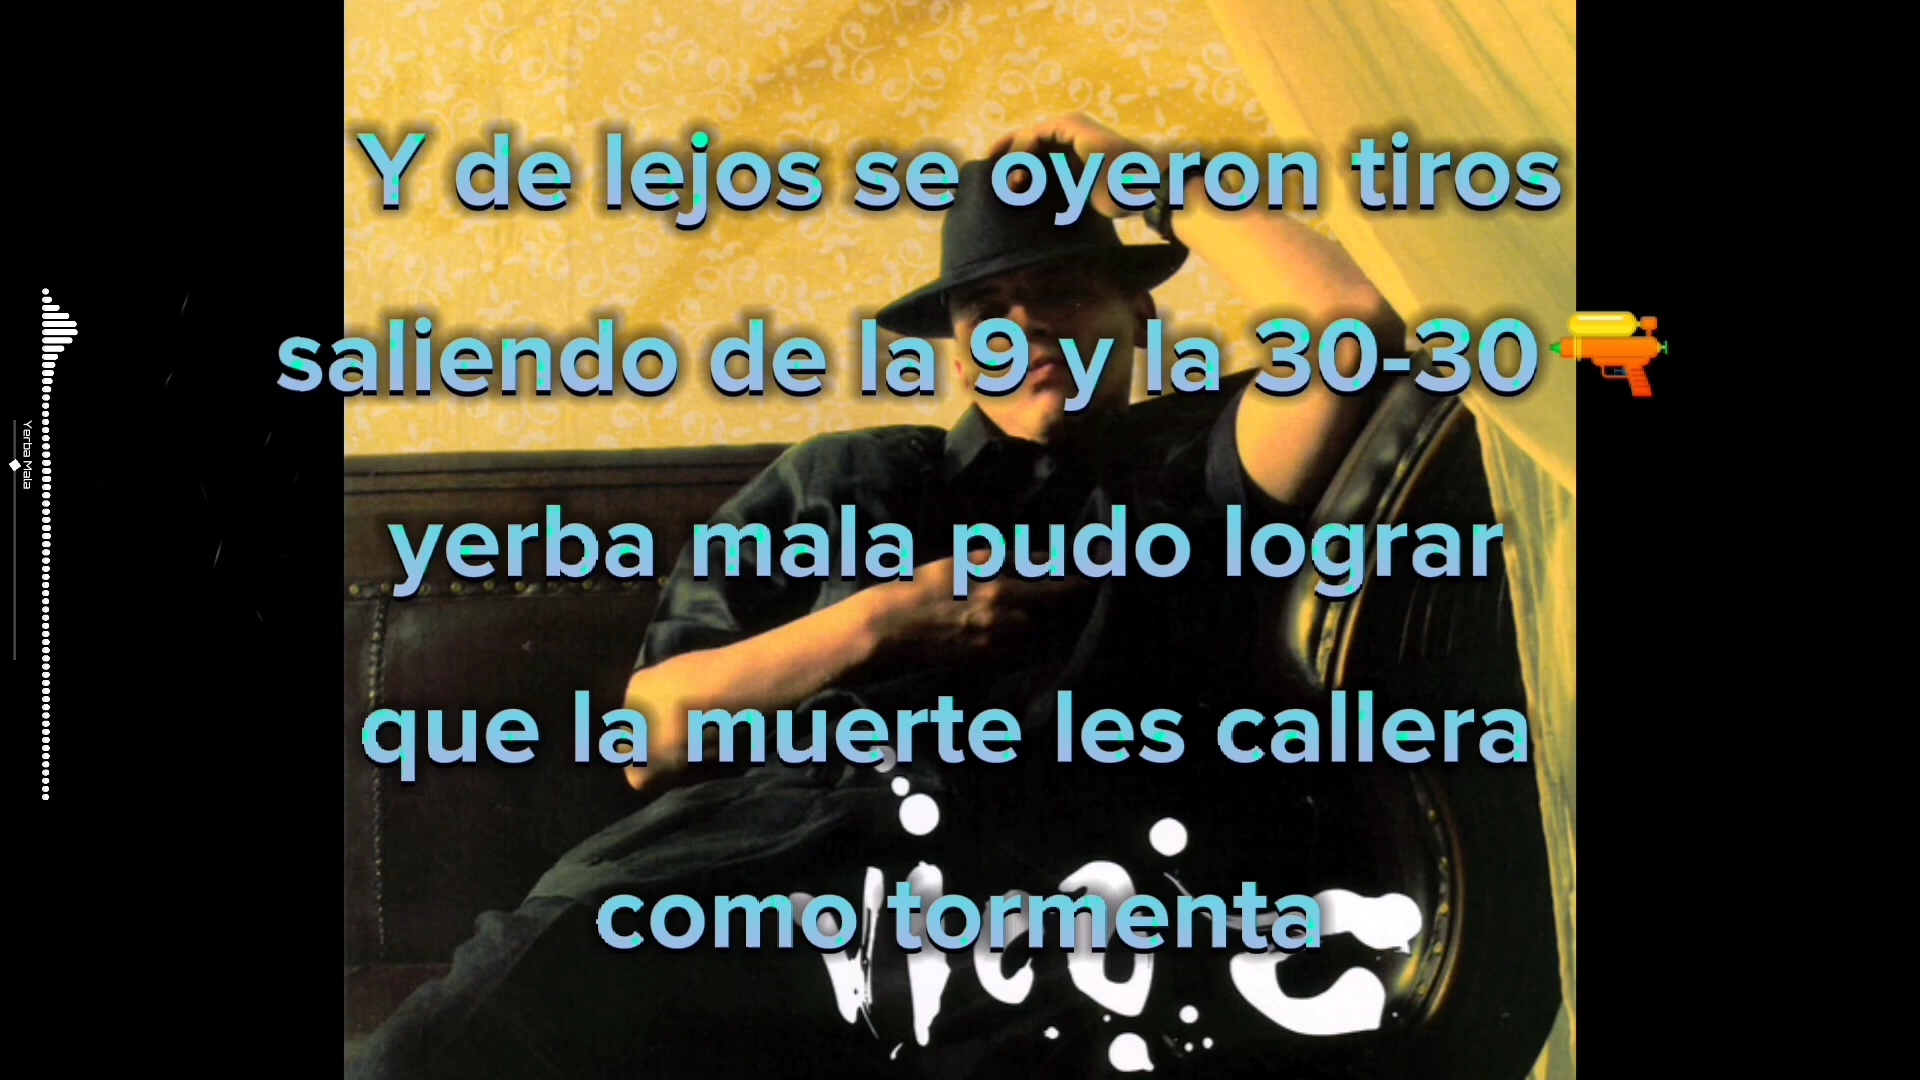 Y de lejos se oyeron tiros
saliendo de la 9 y la 30-30
yerba mala pudo lograr
que la muerte les callera
como tormenta
Vico C
Yerba Mala